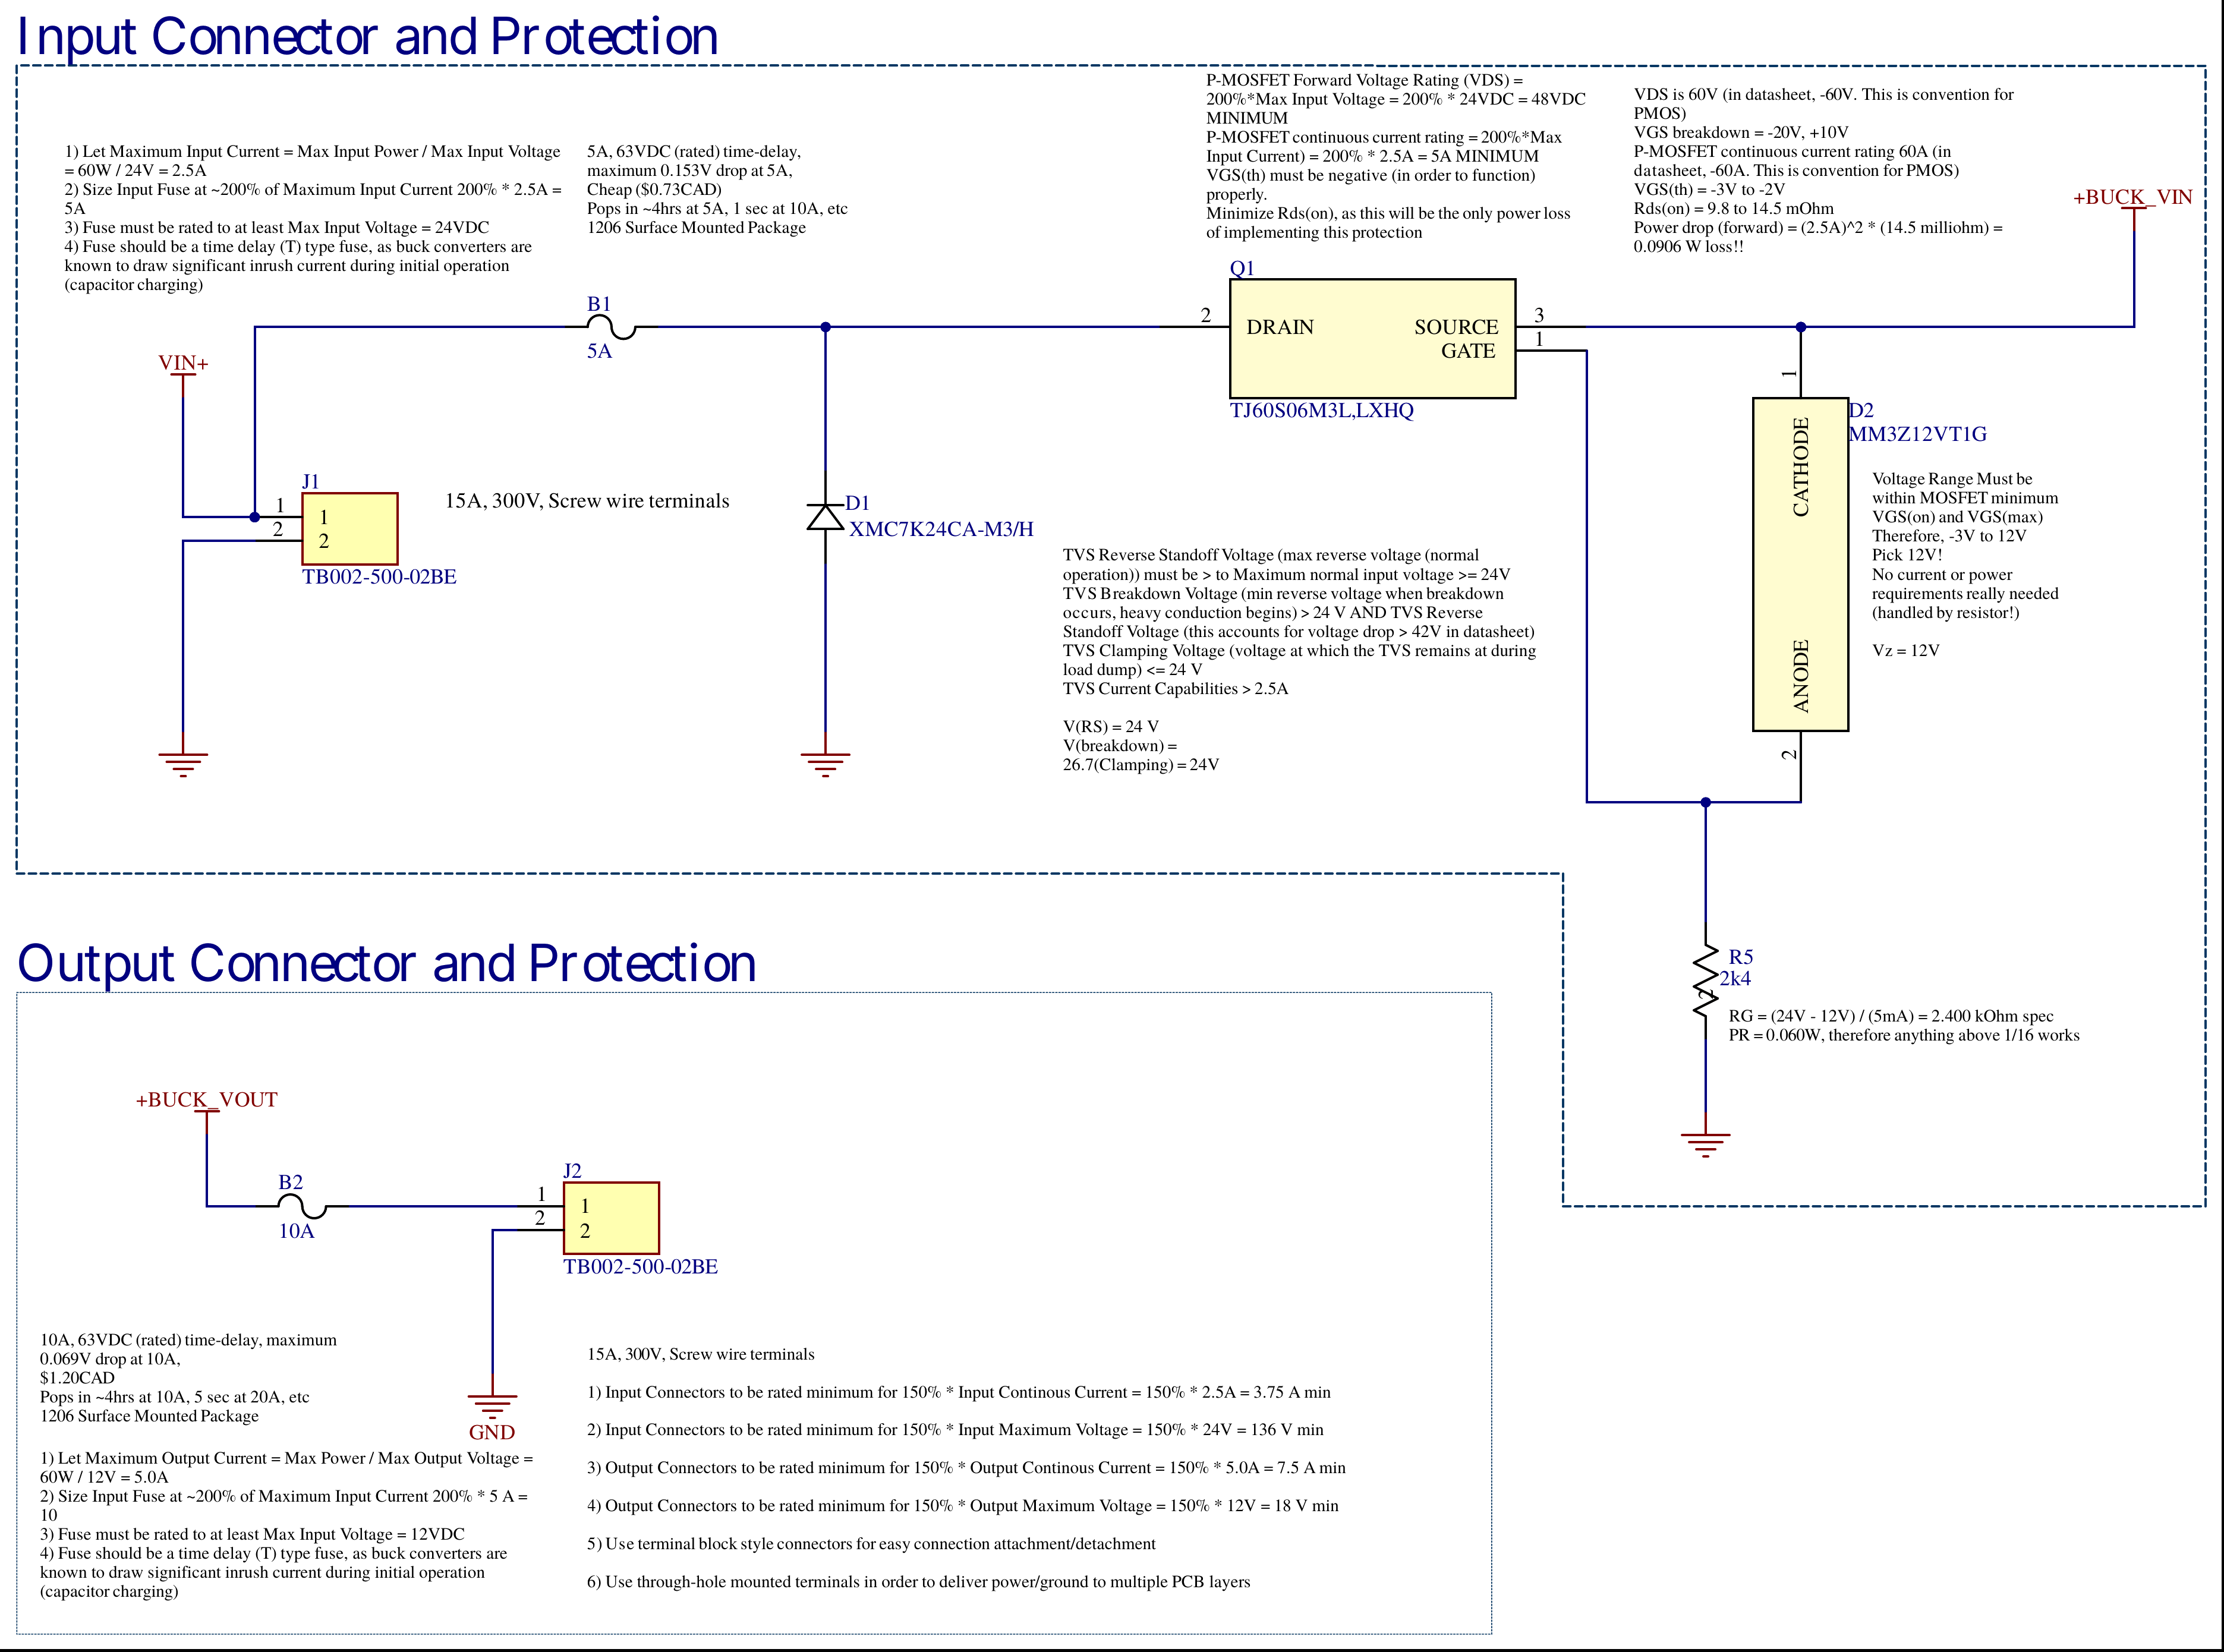 Input Connector and Protection
1) Let Maximum Input Current = Max Input Power / Max Input Voltage
= 60W / 24V = 2.5A
2) Size Input Fuse at ~200% of Maximum Input Current 200% * 2.5A =
5A
3) Fuse must be rated to at least Max Input Voltage = 24VDC
4) Fuse should be a time delay (T) type fuse, as buck converters are
known to draw significant inrush current during initial operation
(capacitor charging)
5A, 63VDC (rated) time-delay,
maximum 0.153V drop at 5A,
Cheap ($0.73CAD)
Pops in ~4hrs at 5A, 1 sec at 10A, etc
1206 Surface Mounted Package
P-MOSFET Forward Voltage Rating (VDS) =
200%*Max Input Voltage = 200% * 24VDC = 48VDC
MINIMUM
P-MOSFET continuous current rating = 200%*Max
Input Current) = 200% * 2.5A = 5A MINIMUM
VGS(th) must be negative (in order to function)
properly.
Minimize Rds(on), as this will be the only power loss
of implementing this protection
VDS is 60V (in datasheet, -60V. This is convention for
PMOS)
VGS breakdown = -20V, +10V
P-MOSFET continuous current rating 60A (in
datasheet, -60A. This is convention for PMOS)
VGS(th) = -3V to -2V
Rds(on) = 9.8 to 14.5 mOhm
Power drop (forward) = (2.5A)^2 * (14.5 milliohm) =
0.0906 W loss!!
+BUCK_VIN
Q1
B1
5A
2
DRAIN
SOURCE
GATE
3
1
TJ60S06M3L,LXHQ
VIN+
J1
1
2
1
2
TB002-500-02BE
15A, 300V, Screw wire terminals
D1
XMC7K24CA-M3/H
TVS Reverse Standoff Voltage (max reverse voltage (normal
operation)) must be > to Maximum normal input voltage >= 24V
TVS Breakdown Voltage (min reverse voltage when breakdown
occurs, heavy conduction begins) > 24 V AND TVS Reverse
Standoff Voltage (this accounts for voltage drop > 42V in datasheet)
TVS Clamping Voltage (voltage at which the TVS remains at during
load dump) <= 24 V
TVS Current Capabilities > 2.5A
V(RS) = 24 V
V(breakdown) =
26.7(Clamping) = 24V
1
CATHODE
ANODE
2
D2
MM3Z12VT1G
Voltage Range Must be
within MOSFET minimum
VGS(on) and VGS(max)
Therefore, -3V to 12V
Pick 12V!
No current or power
requirements really needed
(handled by resistor!)
Vz = 12V
R5
2k4
2
RG = (24V - 12V) / (5mA) = 2.400 kOhm spec
PR = 0.060W, therefore anything above 1/16 works
Output Connector and Protection
+BUCK_VOUT
B2
10A
J2
1
2
1
2
TB002-500-02BE
GND
10A, 63VDC (rated) time-delay, maximum
0.069V drop at 10A,
$1.20CAD
Pops in ~4hrs at 10A, 5 sec at 20A, etc
1206 Surface Mounted Package
1) Let Maximum Output Current = Max Power / Max Output Voltage =
60W / 12V = 5.0A
2) Size Input Fuse at ~200% of Maximum Input Current 200% * 5 A =
10
3) Fuse must be rated to at least Max Input Voltage = 12VDC
4) Fuse should be a time delay (T) type fuse, as buck converters are
known to draw significant inrush current during initial operation
(capacitor charging)
15A, 300V, Screw wire terminals
1) Input Connectors to be rated minimum for 150% * Input Continous Current = 150% * 2.5A = 3.75 A min
2) Input Connectors to be rated minimum for 150% * Input Maximum Voltage = 150% * 24V = 136 V min
3) Output Connectors to be rated minimum for 150% * Output Continous Current = 150% * 5.0A = 7.5 A min
4) Output Connectors to be rated minimum for 150% * Output Maximum Voltage = 150% * 12V = 18 V min
5) Use terminal block style connectors for easy connection attachment/detachment
6) Use through-hole mounted terminals in order to deliver power/ground to multiple PCB layers